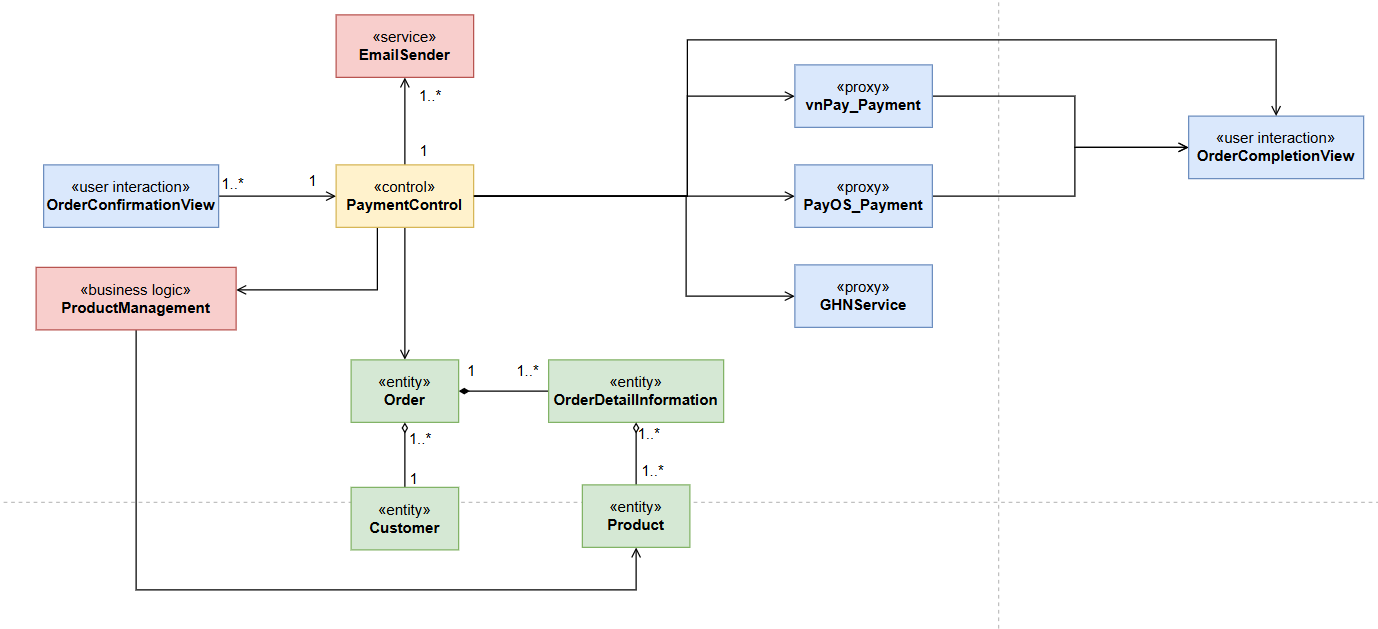 «service»
EmailSender
1..*
1
«user interaction»
OrderConfirmationView
1..*
1
«control»
PaymentControl
«proxy»
vnPay_Payment
«proxy»
PayOS_Payment
«proxy»
GHNService
«user interaction»
OrderCompletionView
«business logic»
ProductManagement
«entity»
Order
1
1..*
«entity»
OrderDetailInformation
1..*
1
«entity»
Customer
1..*
1..*
«entity»
Product